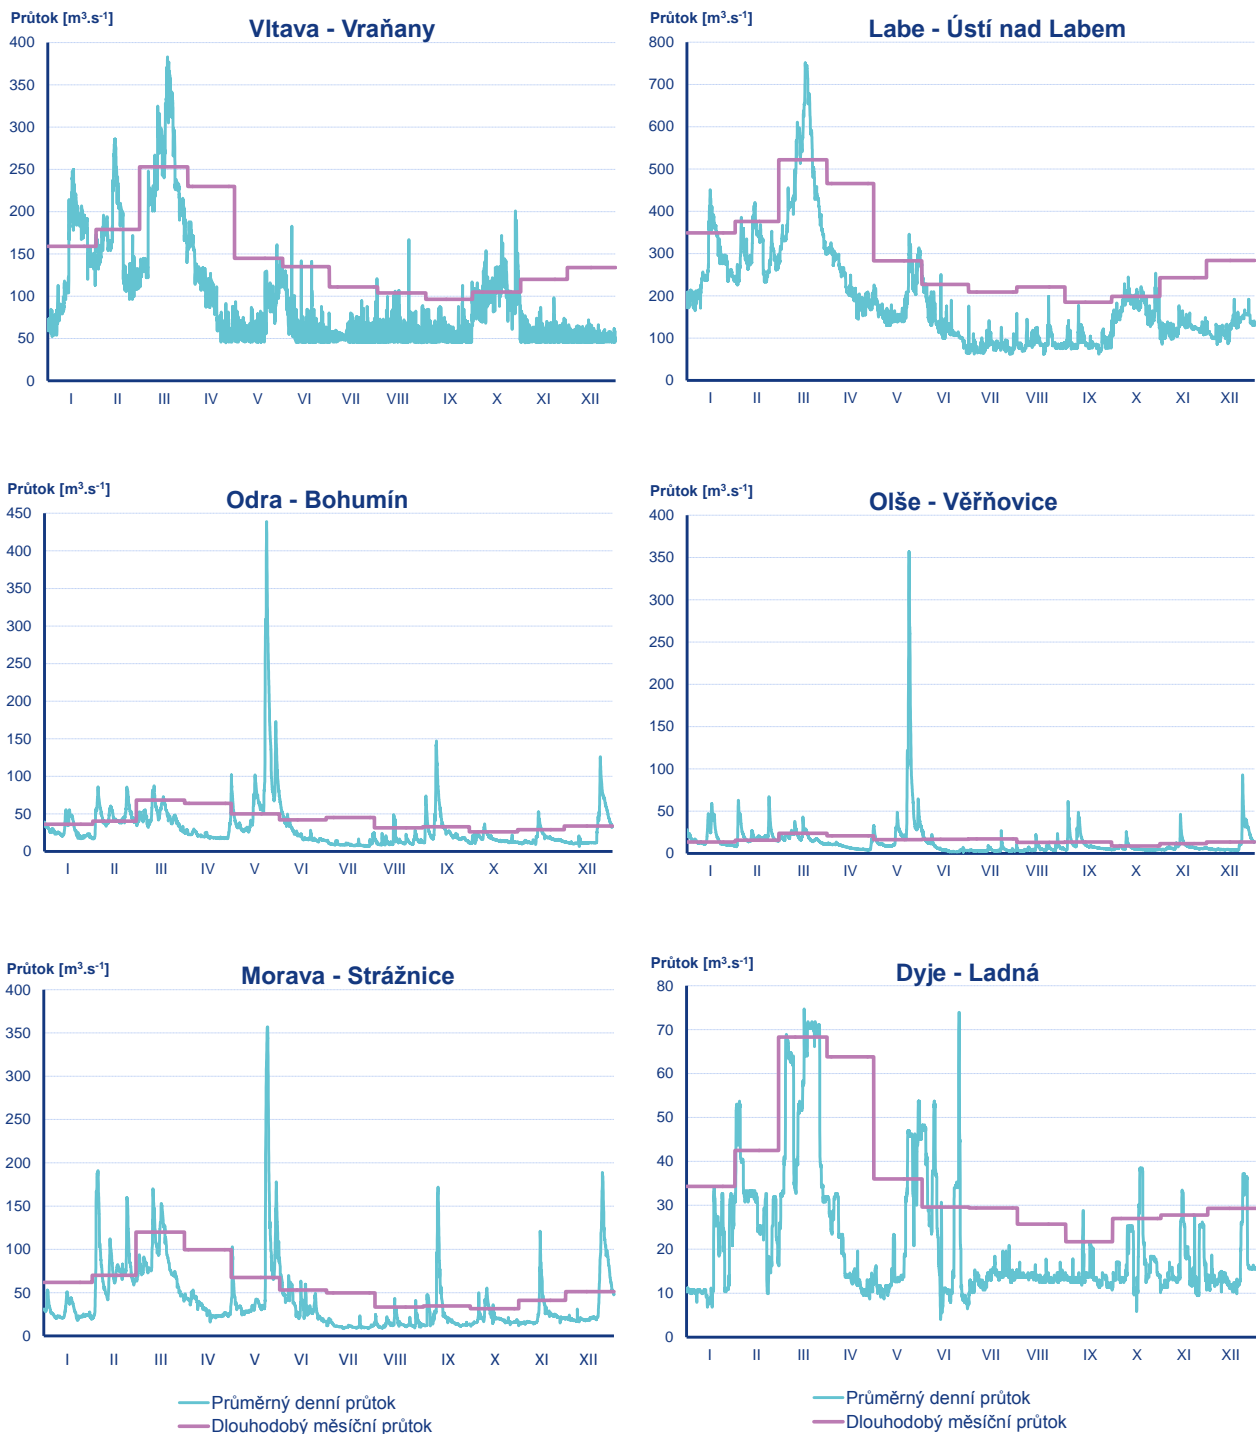 Průtok [m³.s⁻¹]
Vltava - Vraňany
400
350
300
250
200
150
100
50
0
I II III IV V VI VII VIII IX X XI XII
Průtok [m³.s⁻¹]
Labe - Ústí nad Labem
800
700
600
500
400
300
200
100
0
I II III IV V VI VII VIII IX X XI XII
Průtok [m³.s⁻¹]
Odra - Bohumín
450
400
350
300
250
200
150
100
50
0
I II III IV V VI VII VIII IX X XI XII
Průtok [m³.s⁻¹]
Olše - Věřňovice
400
350
300
250
200
150
100
50
0
I II III IV V VI VII VIII IX X XI XII
Průtok [m³.s⁻¹]
Morava - Strážnice
400
350
300
250
200
150
100
50
0
I II III IV V VI VII VIII IX X XI XII
Průměrný denní průtok
Dlouhodobý měsíční průtok
Průtok [m³.s⁻¹]
Dyje - Ladná
80
70
60
50
40
30
20
10
0
I II III IV V VI VII VIII IX X XI XII
Průměrný denní průtok
Dlouhodobý měsíční průtok